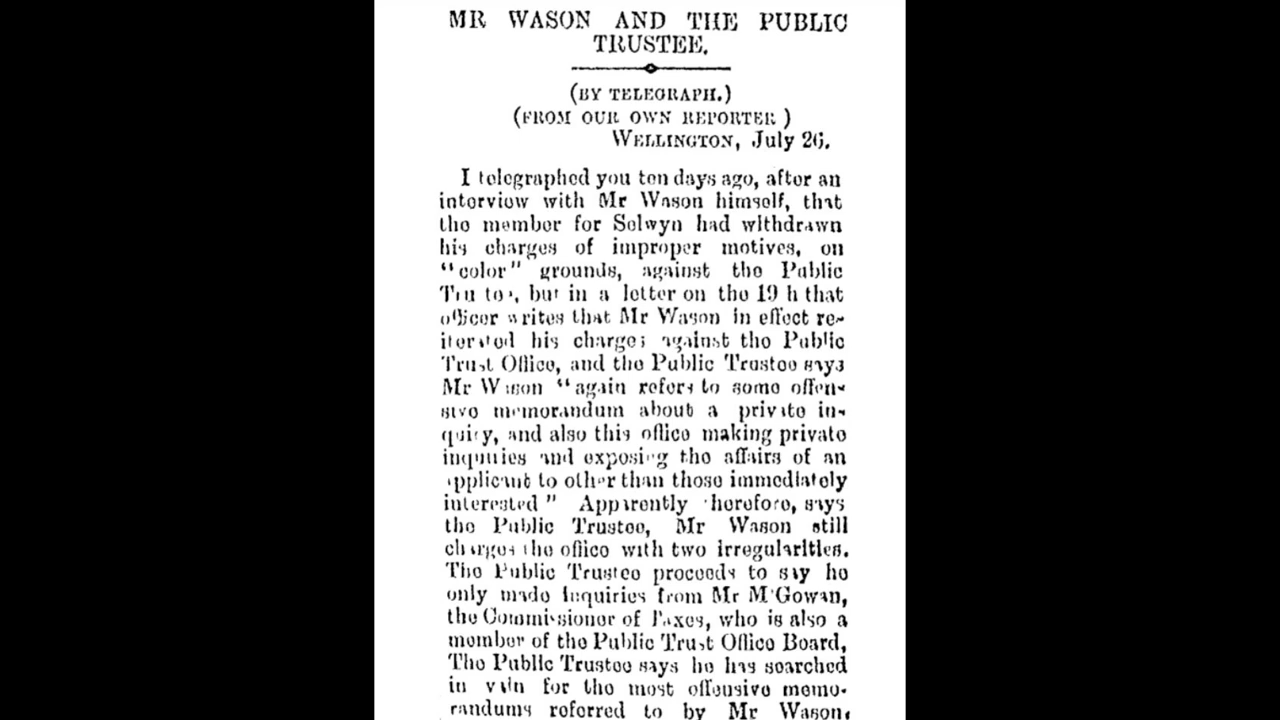 MR WASON AND THE PUBLIC
TRUSTEE.
(BY TELEGRAPH.)
(FROM OUR OWN REPORTER )
WELLINGTON, July 26.
I telegraphed you ten days ago, after an
interview with Mr Wason himself, that
the member for Selwyn had withdrawn
his charges of improper motives, on
"color" grounds, against the Public
but in a letter on the 19 h that
officer writes that Mr Wason in effect re-
iterated his charges against the Public
Trust Office, and the Public Trustee says
Mr Wason "again refers to some offen-
sive memorandum about a private in-
quiry, and also this office making private
inquiries and exposing the affairs of an
applicant to other than those immediately
interested" Apparently therefore, says
the Public Trustee, Mr Wason still
charges the office with two irregularities.
The Public Trustee proceeds to say he
only made inquiries from Mr M'Gowan,
the Commissioner of Taxes, who is also a
member of the Public Trust Office Board,
The Public Trustee says he has searched
in vain for the most offensive memo-
randums referred to by Mr Wason,